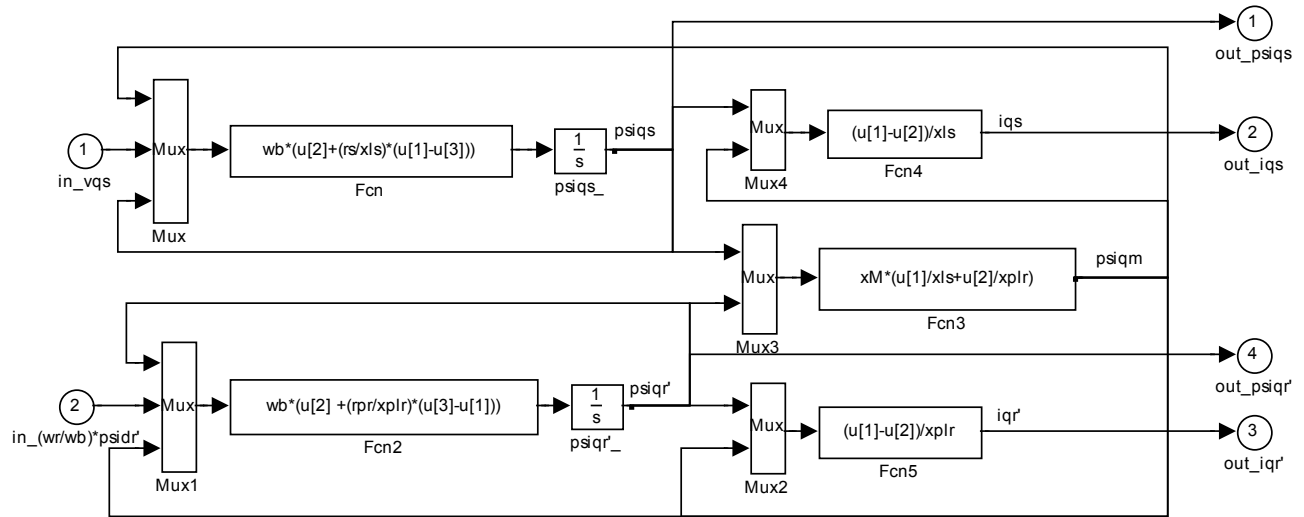 1
out_psiqs
1
in_vqs
Mux
Mux
wb*(u[2]+(rs/xls)*(u[1]-u[3]))
Fcn
1
s
psiqs_
psiqs
Mux
Mux4
(u[1]-u[2])/xls
Fcn4
iqs
2
out_iqs
Mux
Mux3
xM*(u[1]/xls+u[2]/xplr)
Fcn3
psiqm
4
out_psiqr'
2
in_(wr/wb)*psidr'
Mux
Mux1
wb*(u[2] +(rpr/xplr)*(u[3]-u[1]))
Fcn2
1
s
psiqr'_
psiqr'
Mux
Mux2
(u[1]-u[2])/xplr
Fcn5
iqr'
3
out_iqr'